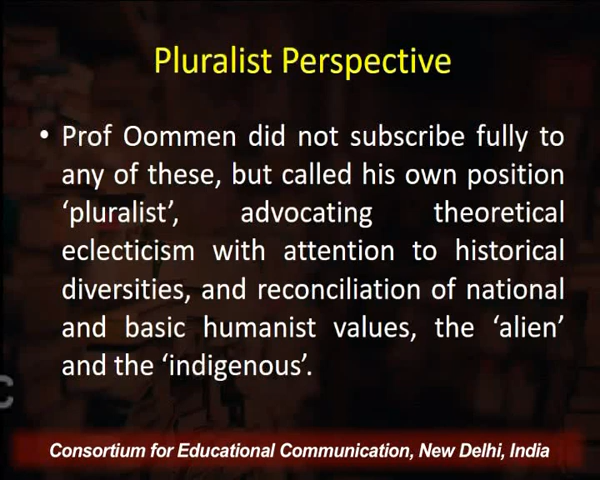 Pluralist Perspective
• Prof Oommen did not subscribe fully to
any of these, but called his own position
‘pluralist’, advocating theoretical
eclecticism with attention to historical
diversities, and reconciliation of national
and basic humanist values, the ‘alien’
and the ‘indigenous’.
C
Consortium for Educational Communication, New Delhi, India